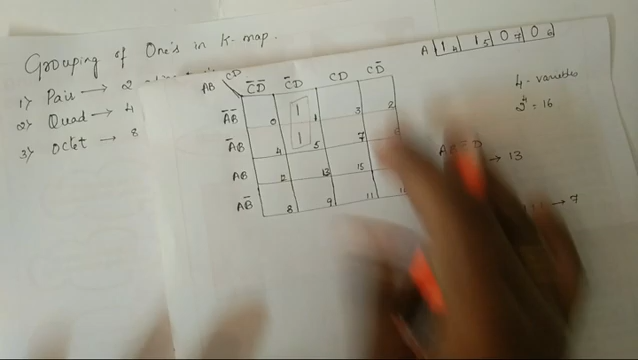 Grouping of One's in K-map.
1) Pair → 2
2) Quad → 4
3) Octet → 8
A 1 4 1 5 0 7 0 6
AB CD C̅D̅ C̅D CD CD̅
A̅B̅ 0 1 1 3 2
A̅B 4 1 5 7
AB 12 13 15
AB̅ 8 9 11
4-variables
2⁴ = 16
→ 13
→ 7